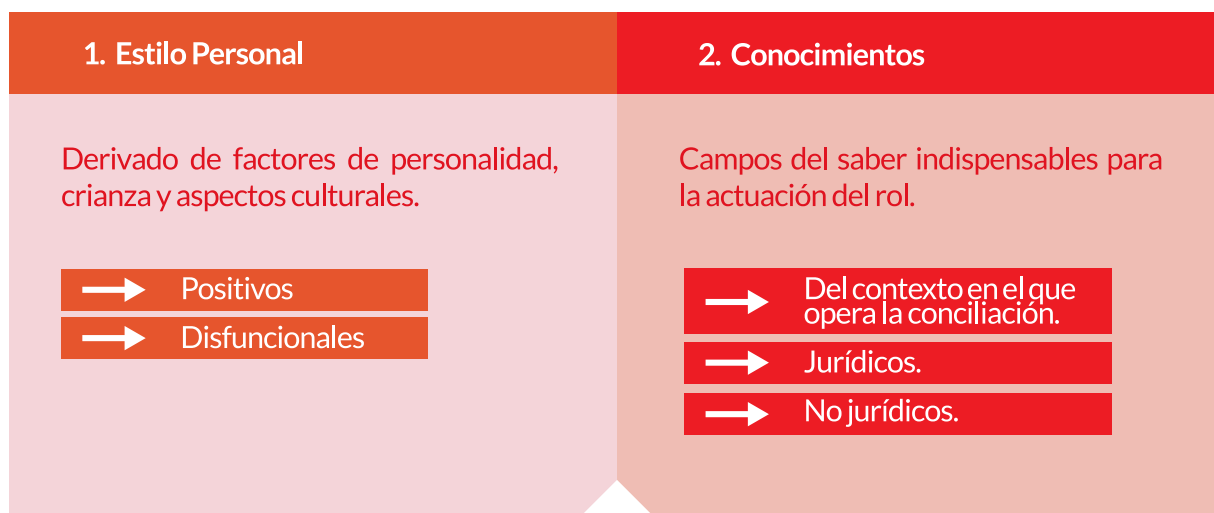 1. Estilo Personal
Derivado de factores de personalidad,
crianza y aspectos culturales.
Positivos
Disfuncionales
2. Conocimientos
Campos del saber indispensables para
la actuación del rol.
Del contexto en el que
opera la conciliación.
Jurídicos.
No jurídicos.